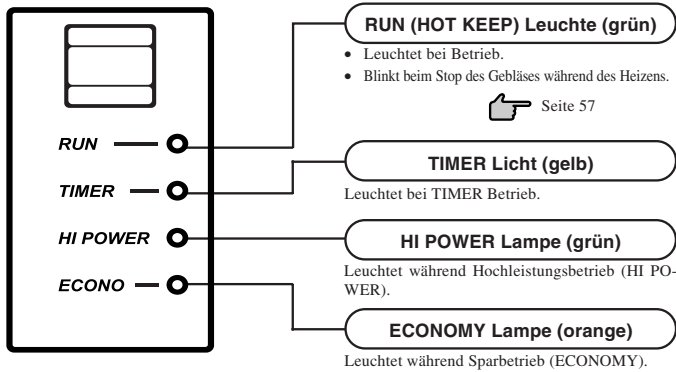 RUN
TIMER
HI POWER
ECONO
RUN (HOT KEEP) Leuchte (grün)
• Leuchtet bei Betrieb.
• Blinkt beim Stop des Gebläses während des Heizens.
Seite 57
TIMER Licht (gelb)
Leuchtet bei TIMER Betrieb.
HI POWER Lampe (grün)
Leuchtet während Hochleistungsbetrieb (HI PO-
WER).
ECONOMY Lampe (orange)
Leuchtet während Sparbetrieb (ECONOMY).